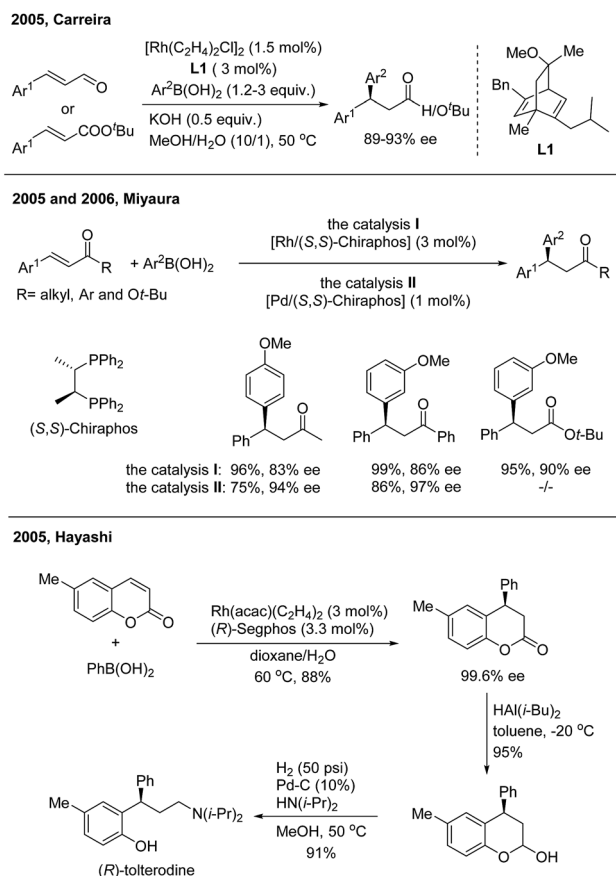 2005, Carreira
[Rh(C₂H₄)₂Cl]₂ (1.5 mol%)
L1 ( 3 mol%)
Ar²B(OH)₂ (1.2-3 equiv.)
KOH (0.5 equiv.)
MeOH/H₂O (10/1), 50 °C
Ar¹ O
or
Ar¹ COOᵗBu
Ar² O
Ar¹ H/OᵗBu
89-93% ee
MeO Me
Bn
Me
L1
2005 and 2006, Miyaura
O
Ar¹ R
+ Ar²B(OH)₂
R= alkyl, Ar and Ot-Bu
the catalysis I
[Rh/(S,S)-Chiraphos] (3 mol%)
the catalysis II
[Pd/(S,S)-Chiraphos] (1 mol%)
Ar² O
Ar¹ R
PPh₂
PPh₂
(S,S)-Chiraphos
OMe
O
Ph
OMe
O
Ph Ph
OMe
O
Ph Ot-Bu
the catalysis I: 96%, 83% ee 99%, 86% ee 95%, 90% ee
the catalysis II: 75%, 94% ee 86%, 97% ee -/-
2005, Hayashi
Me
O O
+
PhB(OH)₂
Rh(acac)(C₂H₄)₂ (3 mol%)
(R)-Segphos (3.3 mol%)
dioxane/H₂O
60 °C, 88%
Ph
Me
O O
99.6% ee
HAl(i-Bu)₂
toluene, -20 °C
95%
Ph
Me
O OH
H₂ (50 psi)
Pd-C (10%)
HN(i-Pr)₂
MeOH, 50 °C
91%
Ph
Me
N(i-Pr)₂
OH
(R)-tolterodine